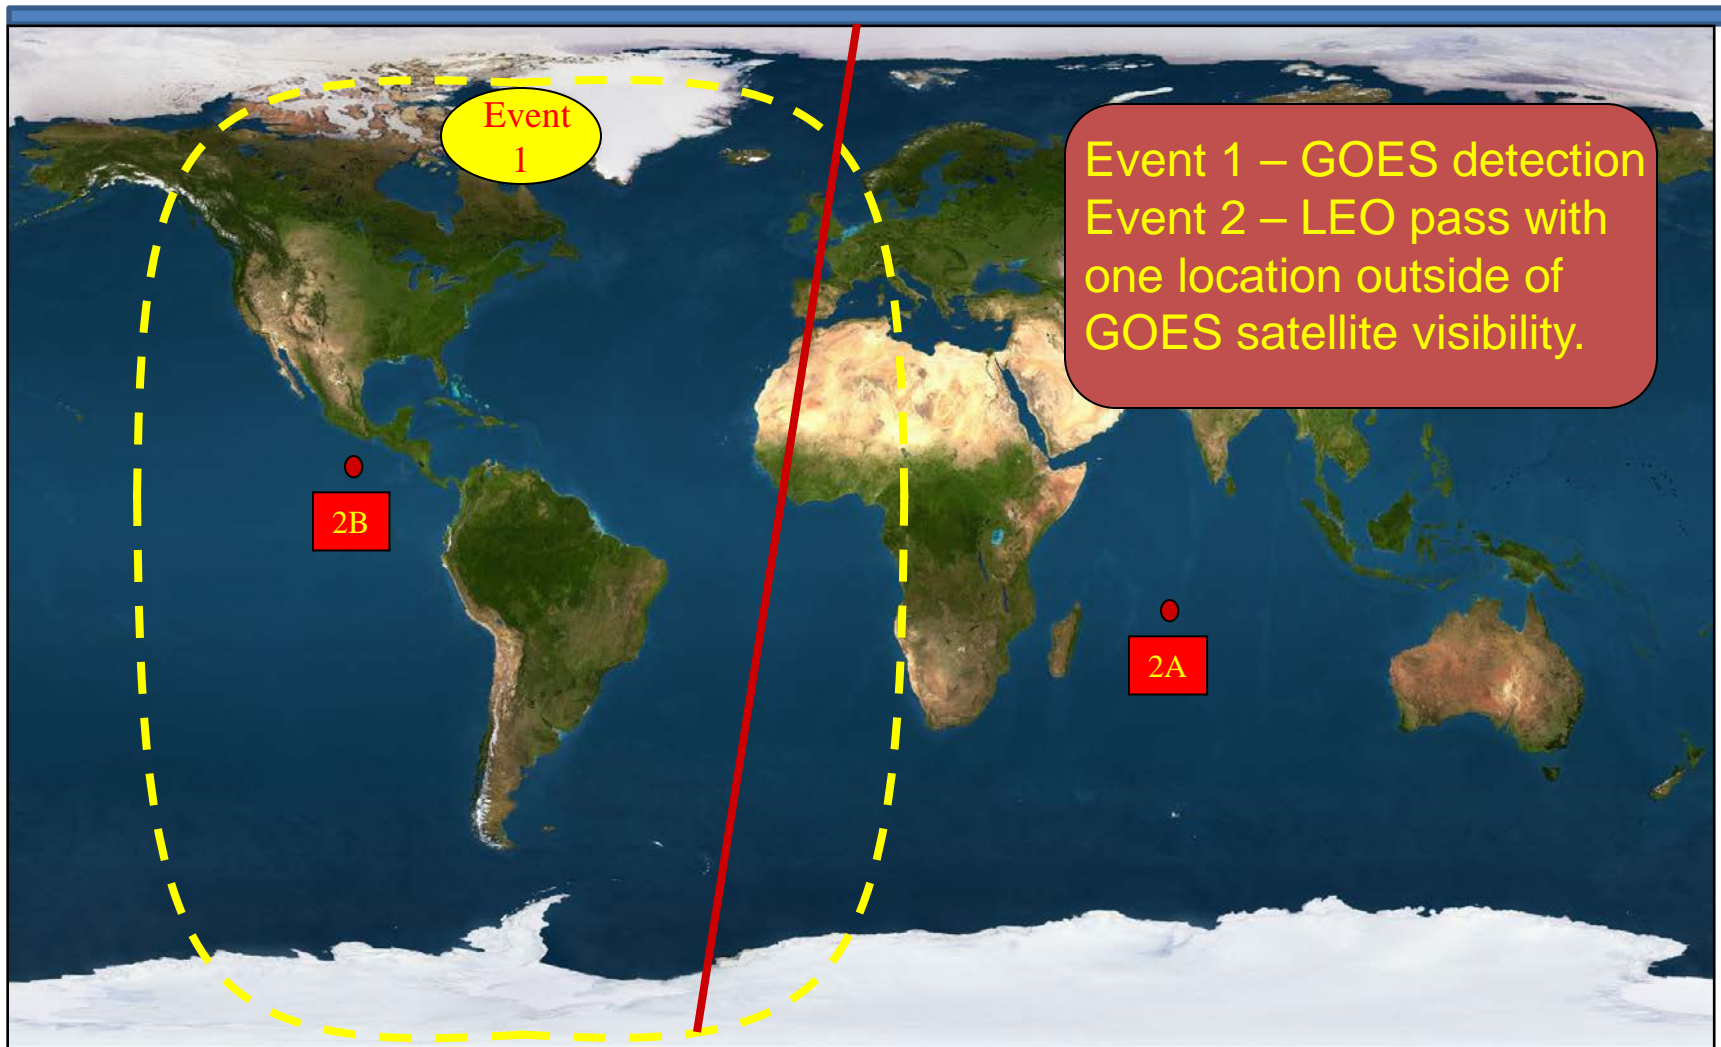 Event
1
Event 1 – GOES detection
Event 2 – LEO pass with
one location outside of
GOES satellite visibility.
2B
2A